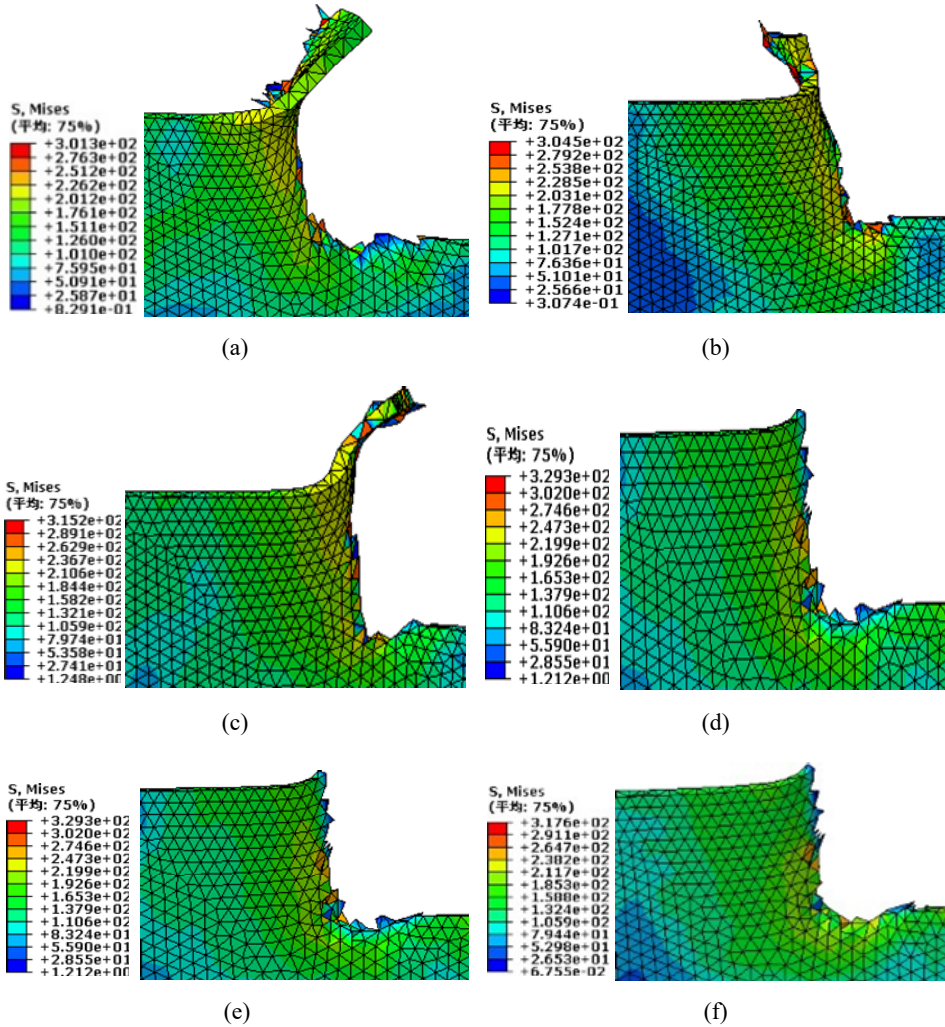 S, Mises
(平均: 75%)
+3.013e+02
+2.763e+02
+2.512e+02
+2.262e+02
+2.012e+02
+1.761e+02
+1.511e+02
+1.260e+02
+1.010e+02
+7.595e+01
+5.091e+01
+2.587e+01
+8.291e-01
(a)
S, Mises
(平均: 75%)
+3.045e+02
+2.792e+02
+2.538e+02
+2.285e+02
+2.031e+02
+1.778e+02
+1.524e+02
+1.271e+02
+1.017e+02
+7.636e+01
+5.101e+01
+2.566e+01
+3.074e-01
(b)
S, Mises
(平均: 75%)
+3.152e+02
+2.891e+02
+2.629e+02
+2.367e+02
+2.106e+02
+1.844e+02
+1.582e+02
+1.321e+02
+1.059e+02
+7.974e+01
+5.358e+01
+2.741e+01
+1.248e+00
(c)
S, Mises
(平均: 75%)
+3.293e+02
+3.020e+02
+2.746e+02
+2.473e+02
+2.199e+02
+1.926e+02
+1.653e+02
+1.379e+02
+1.106e+02
+8.324e+01
+5.590e+01
+2.855e+01
+1.212e+00
(d)
S, Mises
(平均: 75%)
+3.293e+02
+3.020e+02
+2.746e+02
+2.473e+02
+2.199e+02
+1.926e+02
+1.653e+02
+1.379e+02
+1.106e+02
+8.324e+01
+5.590e+01
+2.855e+01
+1.212e+00
(e)
S, Mises
(平均: 75%)
+3.176e+02
+2.911e+02
+2.647e+02
+2.382e+02
+2.117e+02
+1.853e+02
+1.588e+02
+1.324e+02
+1.059e+02
+7.944e+01
+5.298e+01
+2.653e+01
+6.755e-02
(f)